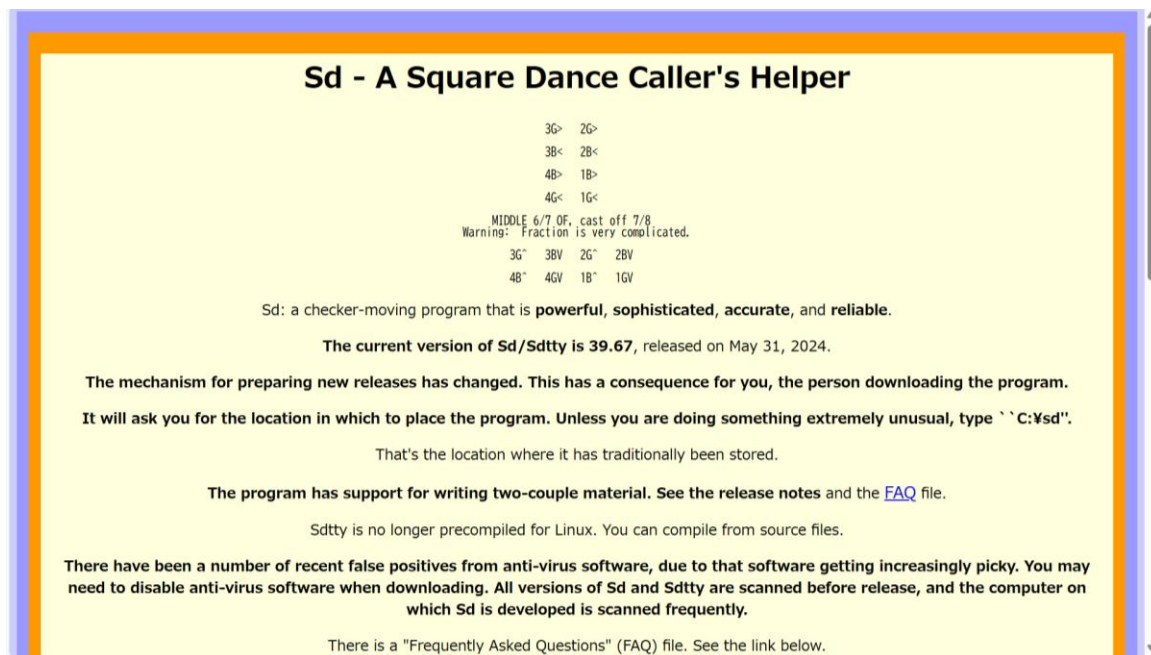 Sd - A Square Dance Caller's Helper
3G> 2G>
3B< 2B<
4B> 1B>
4G< 1G<
MIDDLE 6/7 OF, cast off 7/8
Warning: Fraction is very complicated.
3G^ 3BV 2G^ 2BV
4B^ 4GV 1B^ 1GV
Sd: a checker-moving program that is powerful, sophisticated, accurate, and reliable.
The current version of Sd/Sdtty is 39.67, released on May 31, 2024.
The mechanism for preparing new releases has changed. This has a consequence for you, the person downloading the program.
It will ask you for the location in which to place the program. Unless you are doing something extremely unusual, type ``C:¥sd''.
That's the location where it has traditionally been stored.
The program has support for writing two-couple material. See the release notes and the FAQ file.
Sdtty is no longer precompiled for Linux. You can compile from source files.
There have been a number of recent false positives from anti-virus software, due to that software getting increasingly picky. You may
need to disable anti-virus software when downloading. All versions of Sd and Sdtty are scanned before release, and the computer on
which Sd is developed is scanned frequently.
There is a "Frequently Asked Questions" (FAQ) file. See the link below.